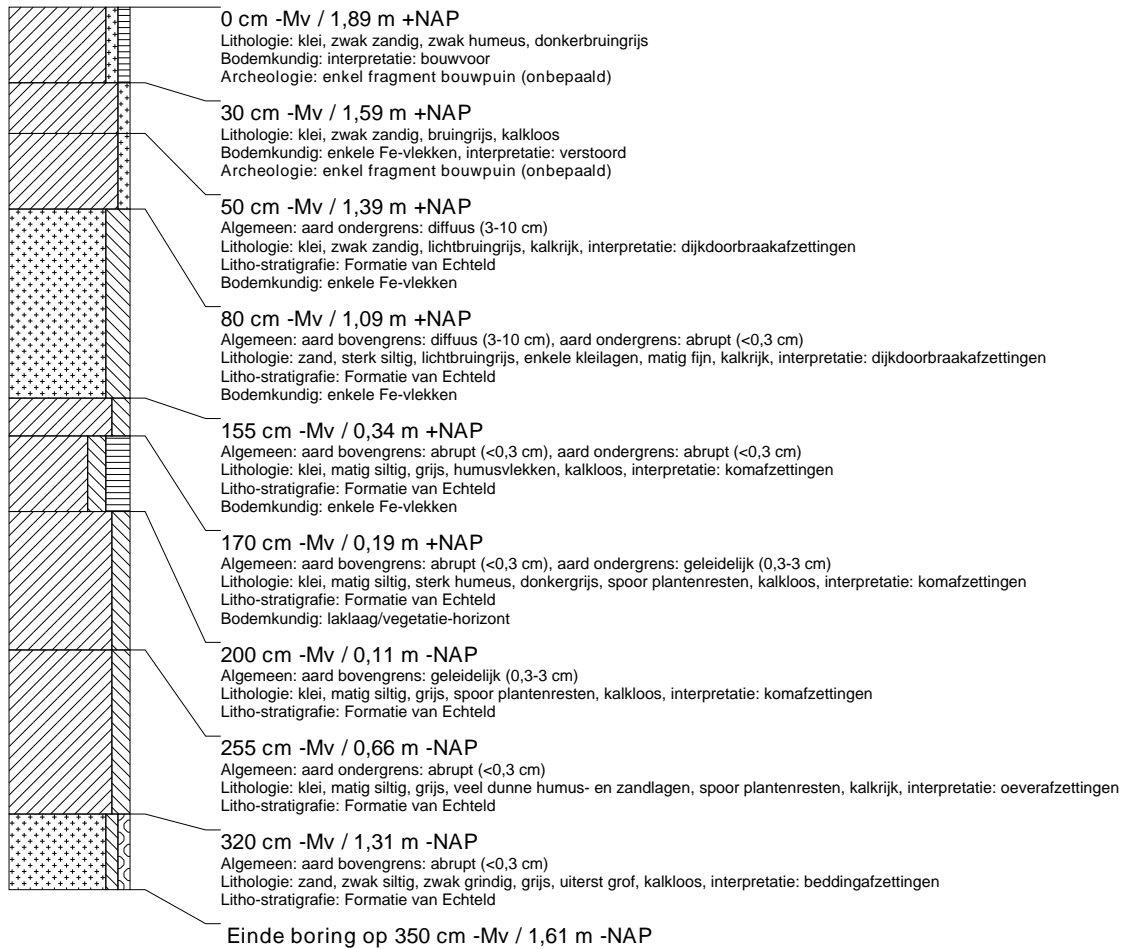 0 cm -Mv / 1,89 m +NAP
Lithologie: klei, zwak zandig, zwak humeus, donkerbruingrijs
Bodemkundig: interpretatie: bouwvoor
Archeologie: enkel fragment bouwpuin (onbepaald)
30 cm -Mv / 1,59 m +NAP
Lithologie: klei, zwak zandig, bruingrijs, kalkloos
Bodemkundig: enkele Fe-vlekken, interpretatie: verstoord
Archeologie: enkel fragment bouwpuin (onbepaald)
50 cm -Mv / 1,39 m +NAP
Algemeen: aard ondergrens: diffuus (3-10 cm)
Lithologie: klei, zwak zandig, lichtbruingrijs, kalkrijk, interpretatie: dijkdoorbraakafzettingen
Litho-stratigrafie: Formatie van Echteld
Bodemkundig: enkele Fe-vlekken
80 cm -Mv / 1,09 m +NAP
Algemeen: aard bovengrens: diffuus (3-10 cm), aard ondergrens: abrupt (<0,3 cm)
Lithologie: zand, sterk siltig, lichtbruingrijs, enkele kleilagen, matig fijn, kalkrijk, interpretatie: dijkdoorbraakafzettingen
Litho-stratigrafie: Formatie van Echteld
Bodemkundig: enkele Fe-vlekken
155 cm -Mv / 0,34 m +NAP
Algemeen: aard bovengrens: abrupt (<0,3 cm), aard ondergrens: abrupt (<0,3 cm)
Lithologie: klei, matig siltig, grijs, humusvlekken, kalkloos, interpretatie: komafzettingen
Litho-stratigrafie: Formatie van Echteld
Bodemkundig: enkele Fe-vlekken
170 cm -Mv / 0,19 m +NAP
Algemeen: aard bovengrens: abrupt (<0,3 cm), aard ondergrens: geleidelijk (0,3-3 cm)
Lithologie: klei, matig siltig, sterk humeus, donkergrijs, spoor plantenresten, kalkloos, interpretatie: komafzettingen
Litho-stratigrafie: Formatie van Echteld
Bodemkundig: laklaag/vegetatie-horizont
200 cm -Mv / 0,11 m -NAP
Algemeen: aard bovengrens: geleidelijk (0,3-3 cm)
Lithologie: klei, matig siltig, grijs, spoor plantenresten, kalkloos, interpretatie: komafzettingen
Litho-stratigrafie: Formatie van Echteld
255 cm -Mv / 0,66 m -NAP
Algemeen: aard ondergrens: abrupt (<0,3 cm)
Lithologie: klei, matig siltig, grijs, veel dunne humus- en zandlagen, spoor plantenresten, kalkrijk, interpretatie: oeverafzettingen
Litho-stratigrafie: Formatie van Echteld
320 cm -Mv / 1,31 m -NAP
Algemeen: aard bovengrens: abrupt (<0,3 cm)
Lithologie: zand, zwak siltig, zwak grindig, grijs, uiterst grof, kalkloos, interpretatie: beddingafzettingen
Litho-stratigrafie: Formatie van Echteld
Einde boring op 350 cm -Mv / 1,61 m -NAP